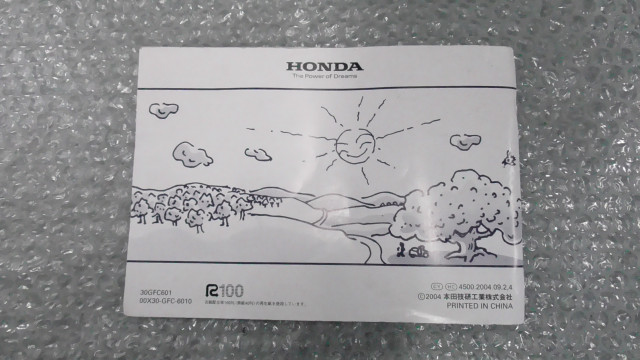 HONDA
The Power of Dreams
30GFC601
00X30-GFC-6010
R100
4500 2004 09.2.4
©2004 本田技研工業株式会社
PRINTED IN CHINA